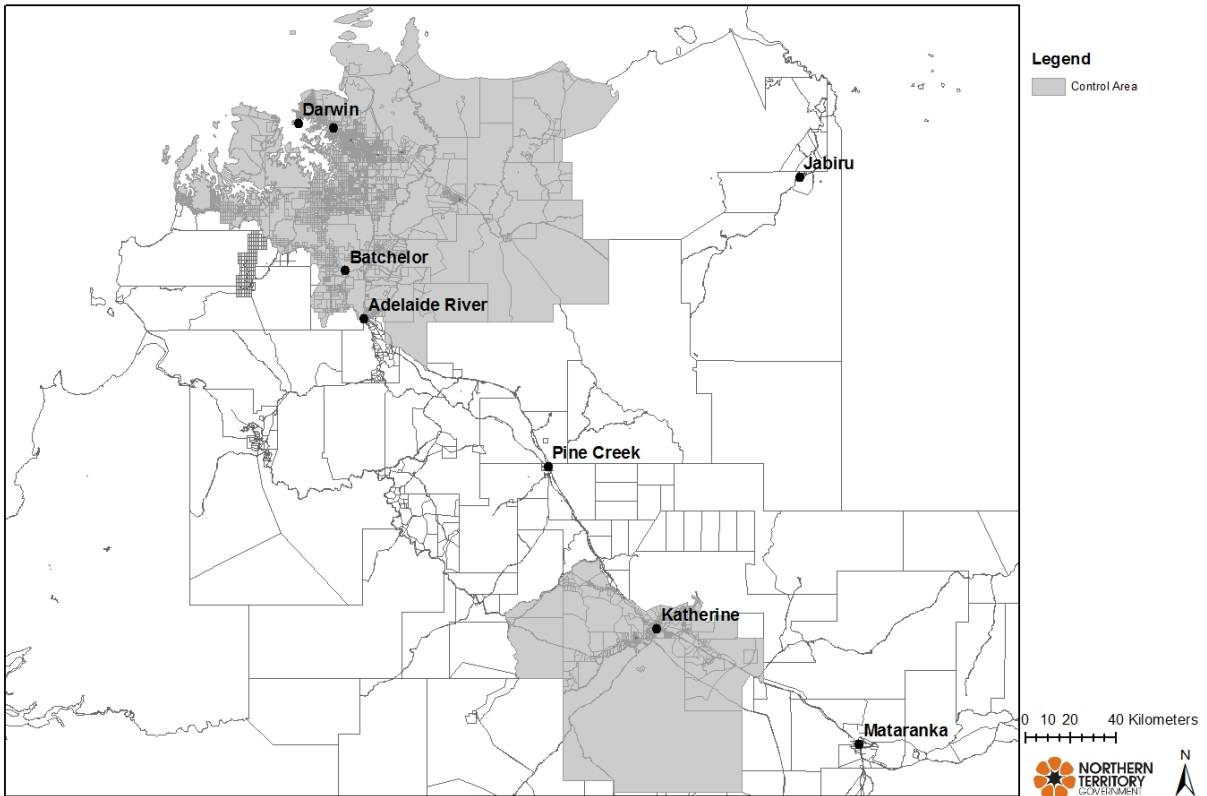 Legend
Control Area
Darwin
Jabiru
Batchelor
Adelaide River
Pine Creek
Katherine
Mataranka
0 10 20 40 Kilometers
N
NORTHERN
TERRITORY
GOVERNMENT